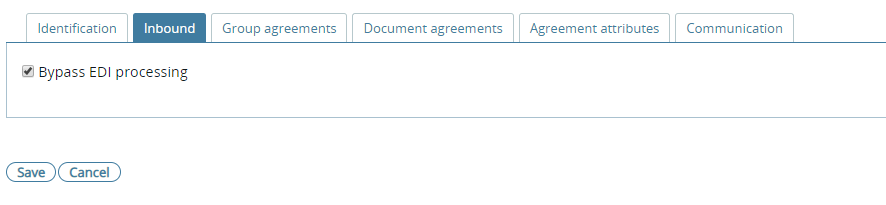 Identification Inbound Group agreements Document agreements Agreement attributes Communication
Bypass EDI processing
Save Cancel